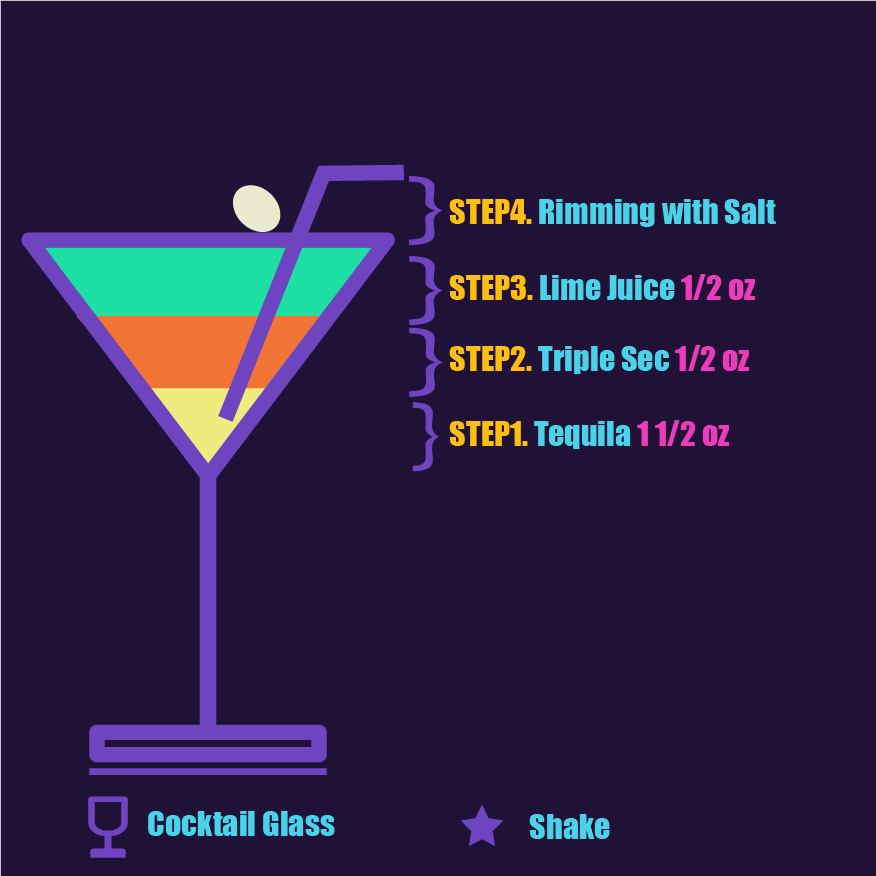 STEP4. Rimming with Salt
STEP3. Lime Juice 1/2 oz
STEP2. Triple Sec 1/2 oz
STEP1. Tequila 1 1/2 oz
Cocktail Glass
Shake